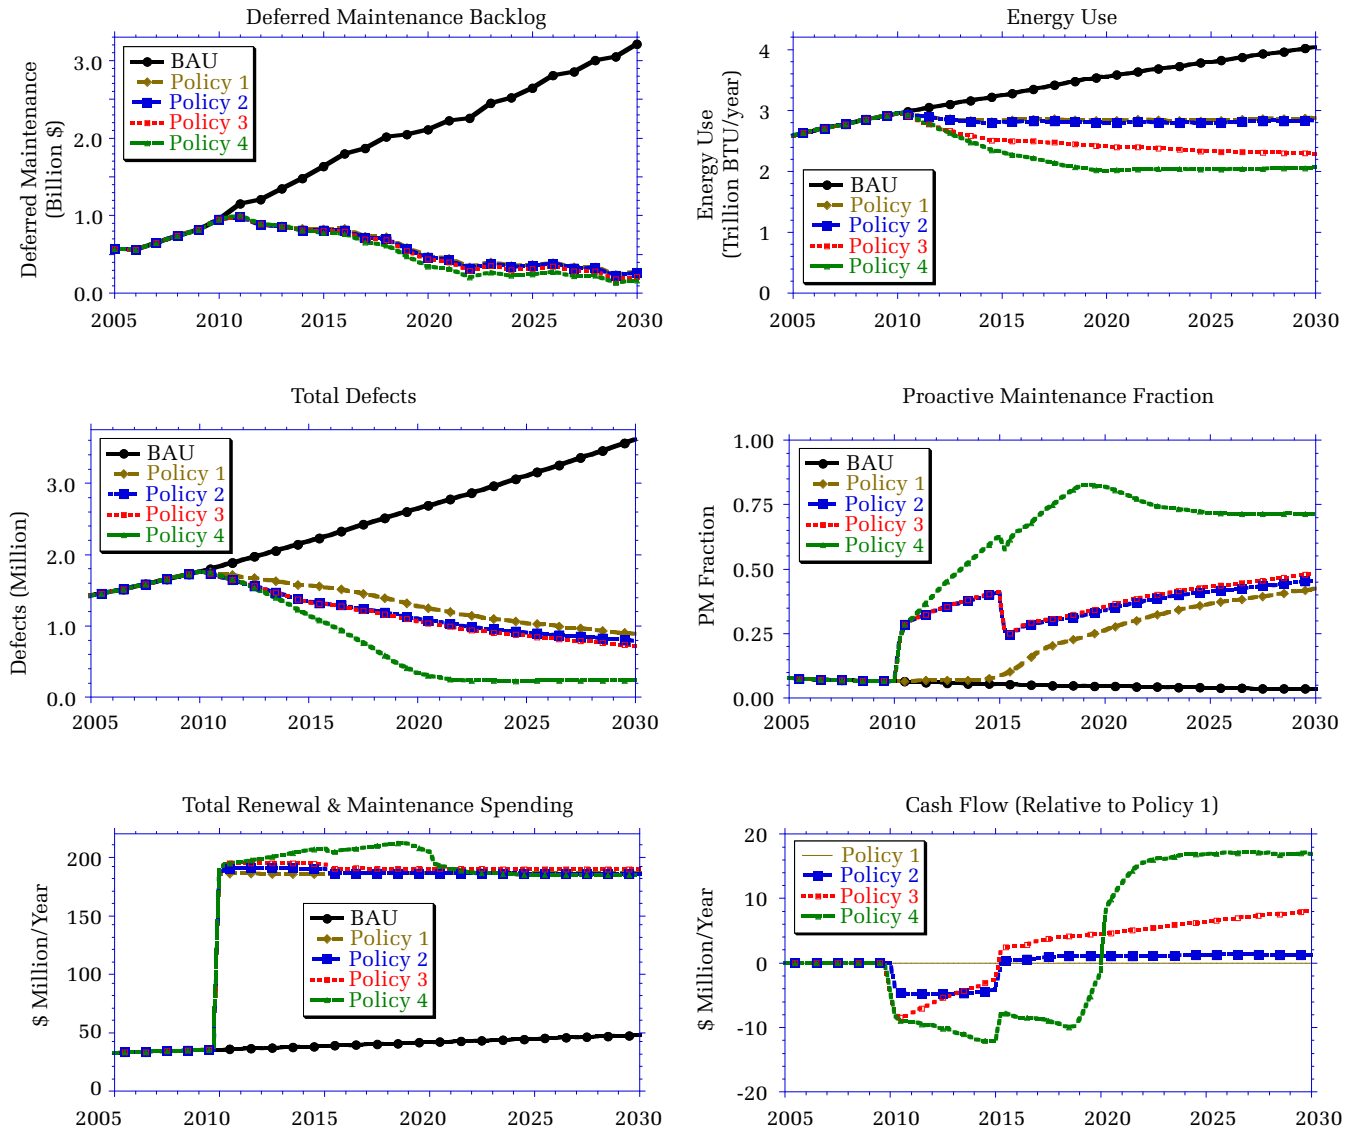 Deferred Maintenance Backlog
Deferred Maintenance
(Billion $)
3.0
2.0
1.0
0.0
BAU
Policy 1
Policy 2
Policy 3
Policy 4
2005 2010 2015 2020 2025 2030
Energy Use
Energy Use
(Trillion BTU/year)
4
3
2
1
0
BAU
Policy 1
Policy 2
Policy 3
Policy 4
2005 2010 2015 2020 2025 2030
Total Defects
Defects (Million)
3.0
2.0
1.0
0.0
BAU
Policy 1
Policy 2
Policy 3
Policy 4
2005 2010 2015 2020 2025 2030
Proactive Maintenance Fraction
PM Fraction
1.00
0.75
0.50
0.25
0.00
BAU
Policy 1
Policy 2
Policy 3
Policy 4
2005 2010 2015 2020 2025 2030
Total Renewal & Maintenance Spending
$ Million/Year
200
150
100
50
0
BAU
Policy 1
Policy 2
Policy 3
Policy 4
2005 2010 2015 2020 2025 2030
Cash Flow (Relative to Policy 1)
$ Million/Year
20
10
0
-10
-20
Policy 1
Policy 2
Policy 3
Policy 4
2005 2010 2015 2020 2025 2030